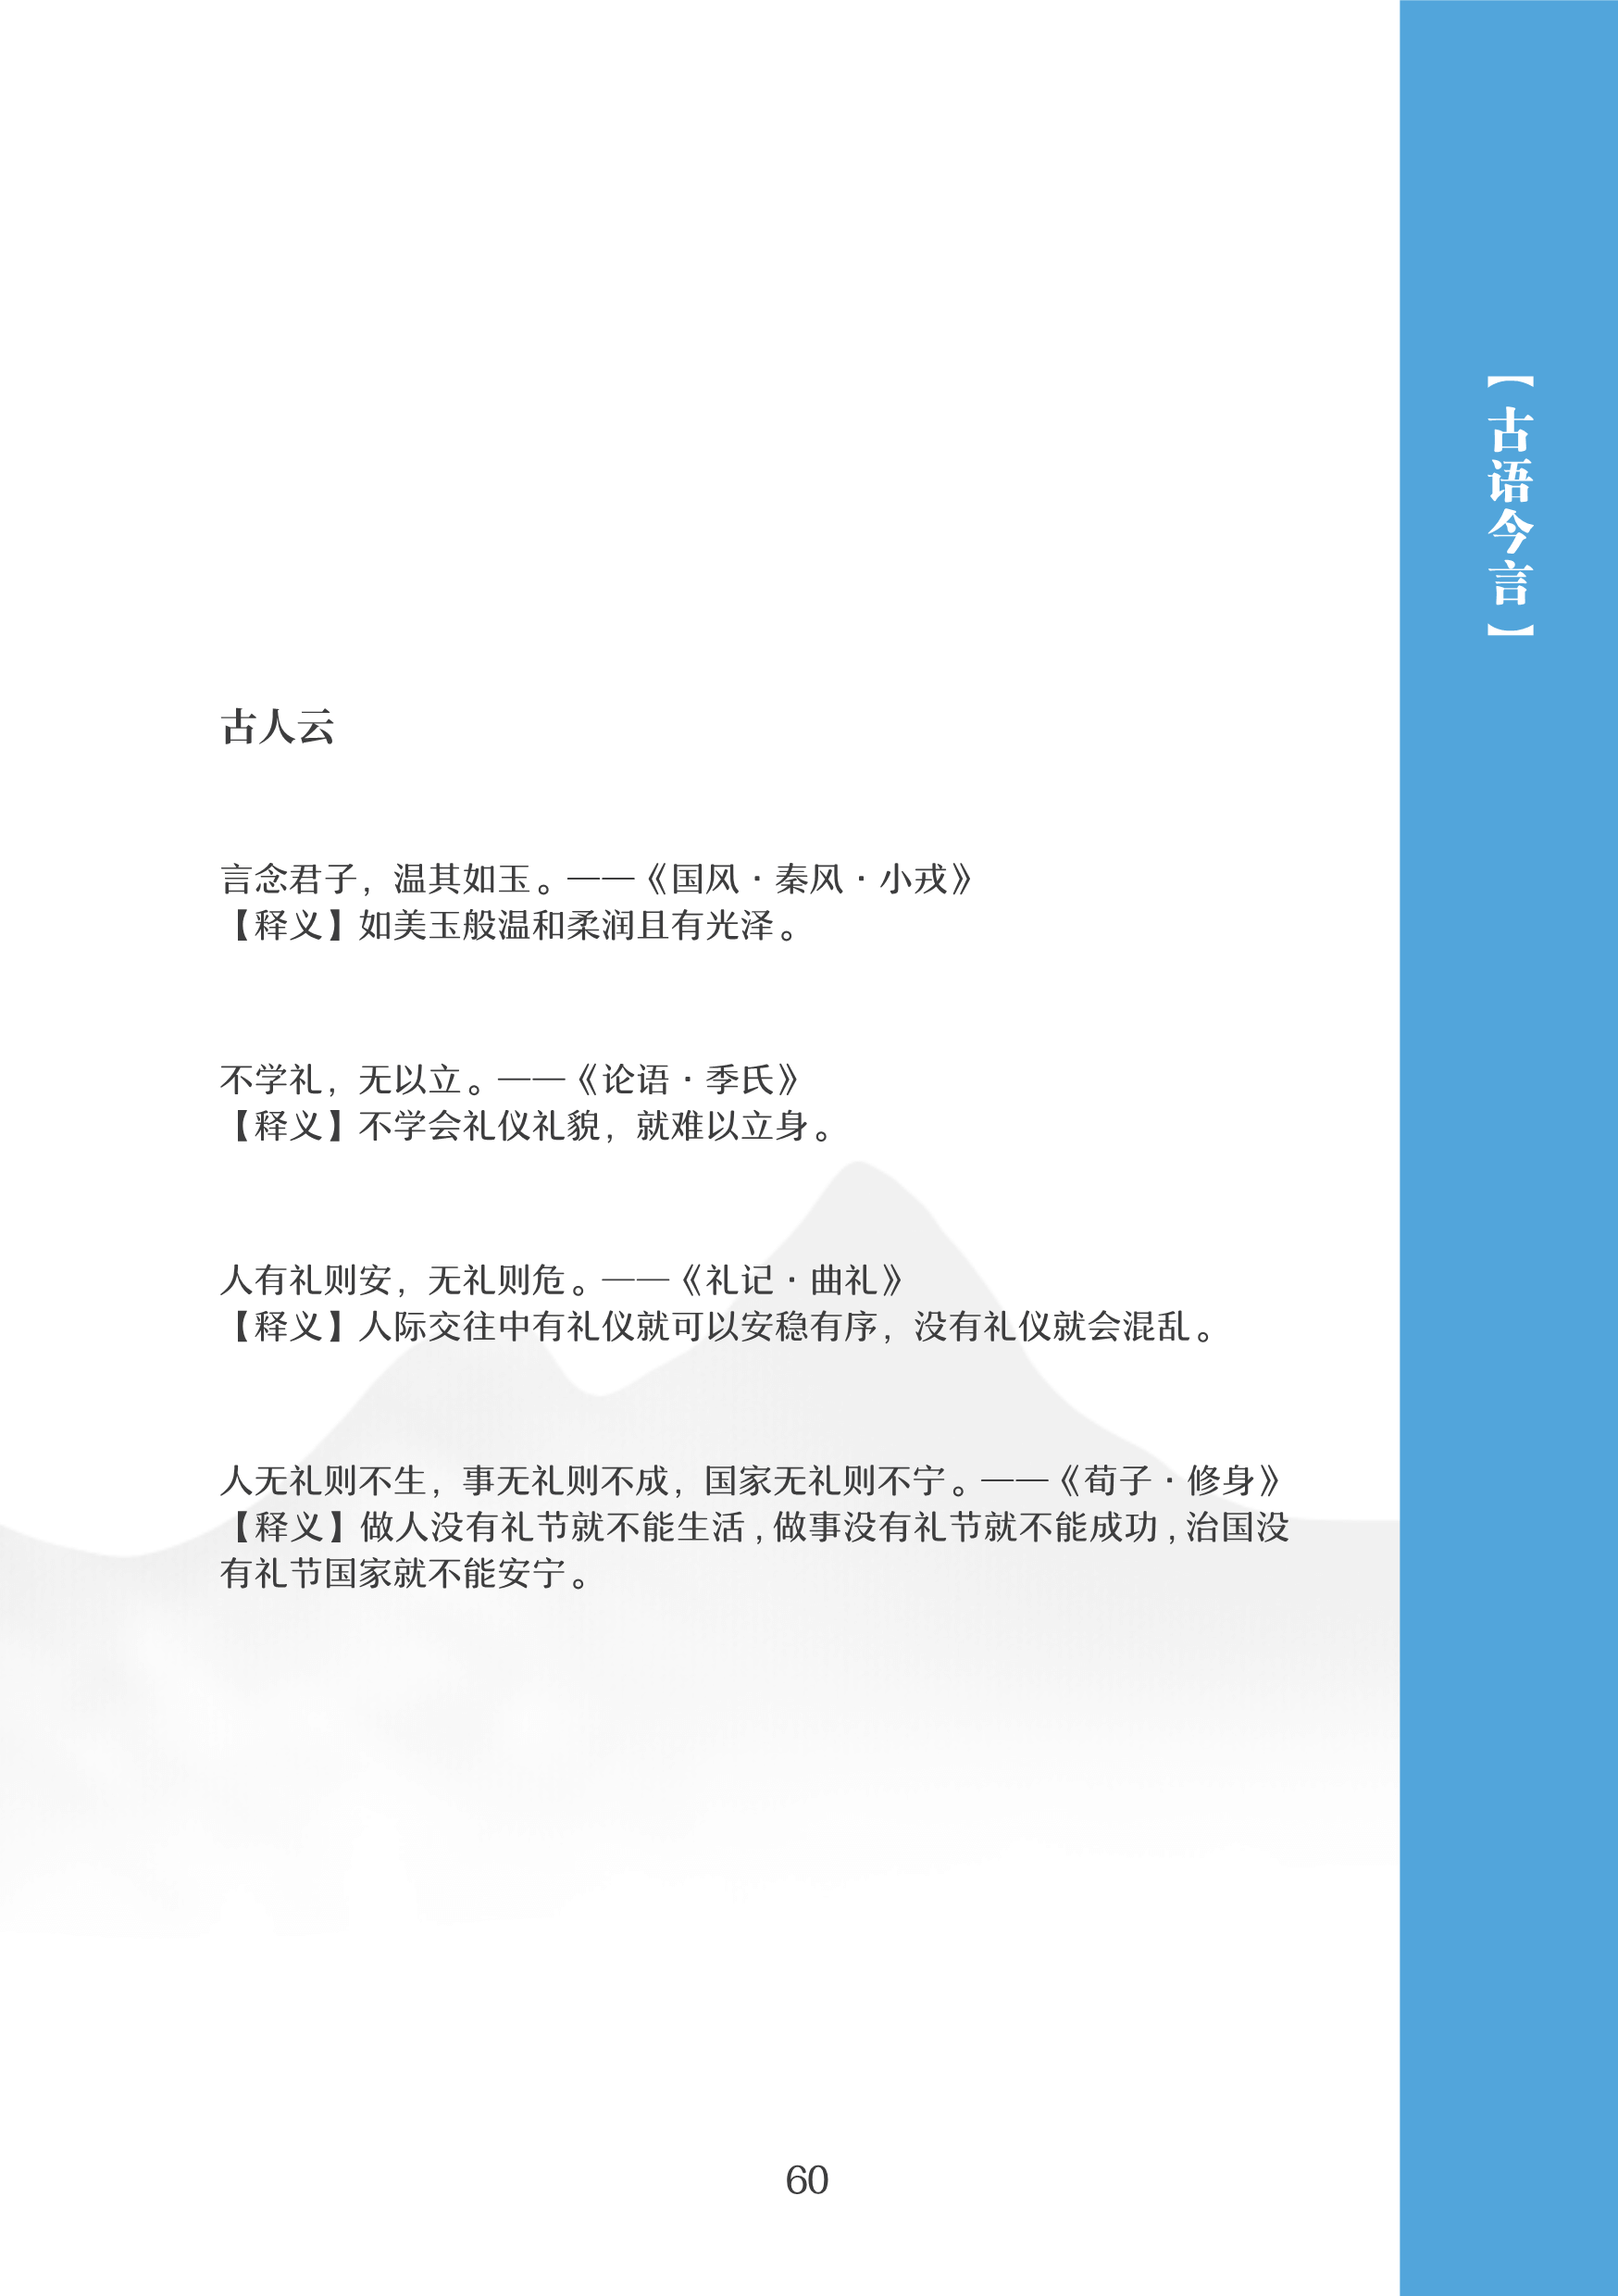 【古语今言】
古人云
言念君子，温其如玉。——《国风·秦风·小戎》
【释义】如美玉般温和柔润且有光泽。
不学礼，无以立。——《论语·季氏》
【释义】不学会礼仪礼貌，就难以立身。
人有礼则安，无礼则危。——《礼记·曲礼》
【释义】人际交往中有礼仪就可以安稳有序，没有礼仪就会混乱。
人无礼则不生，事无礼则不成，国家无礼则不宁。——《荀子·修身》
【释义】做人没有礼节就不能生活，做事没有礼节就不能成功，治国没
有礼节国家就不能安宁。
60